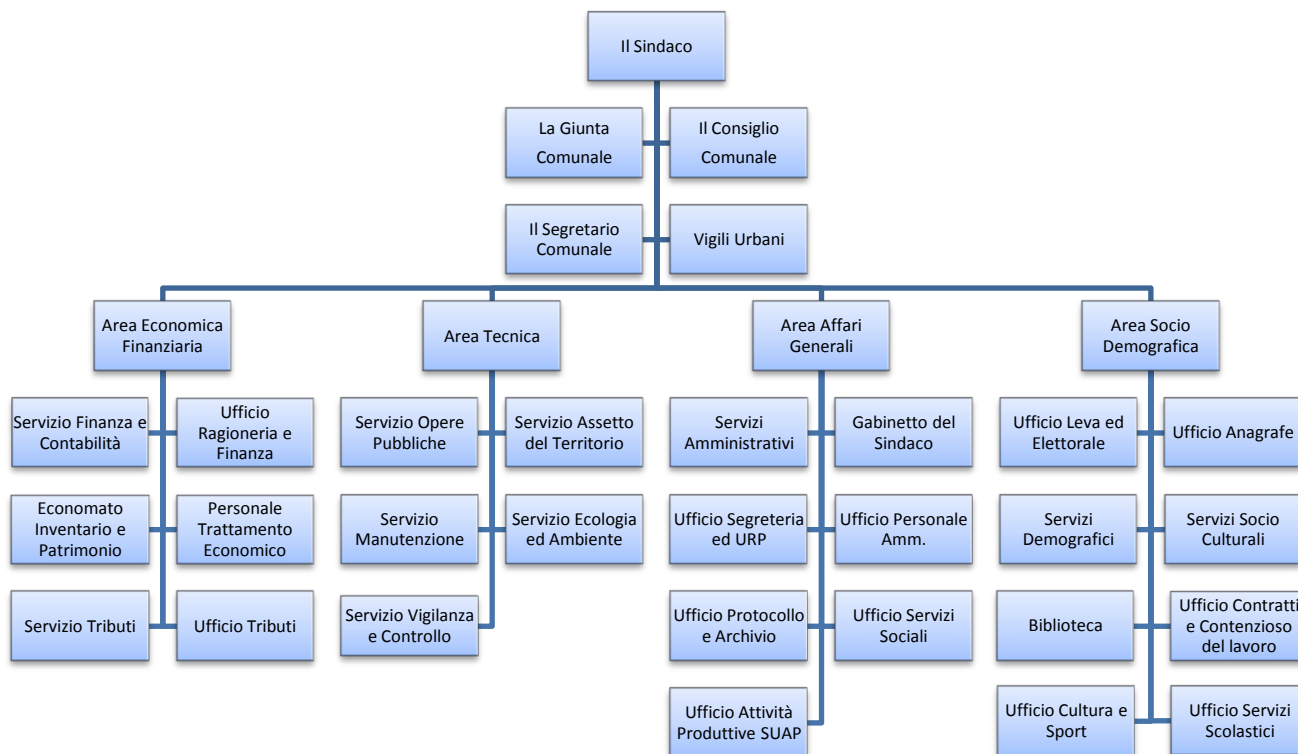 Il Sindaco
La Giunta
Comunale
Il Consiglio
Comunale
Il Segretario
Comunale
Vigili Urbani
Area Economica
Finanziaria
Area Tecnica
Area Affari
Generali
Area Socio
Demografica
Servizio Finanza e
Contabilità
Ufficio
Ragioneria e
Finanza
Servizio Opere
Pubbliche
Servizio Assetto
del Territorio
Servizi
Amministrativi
Gabinetto del
Sindaco
Ufficio Leva ed
Elettorale
Ufficio Anagrafe
Economato
Inventario e
Patrimonio
Personale
Trattamento
Economico
Servizio
Manutenzione
Servizio Ecologia
ed Ambiente
Ufficio Segreteria
ed URP
Ufficio Personale
Amm.
Servizi
Demografici
Servizi Socio
Culturali
Servizio Tributi
Ufficio Tributi
Servizio Vigilanza
e Controllo
Ufficio Protocollo
e Archivio
Ufficio Servizi
Sociali
Biblioteca
Ufficio Contratti
e Contenzioso
del lavoro
Ufficio Attività
Produttive SUAP
Ufficio Cultura e
Sport
Ufficio Servizi
Scolastici